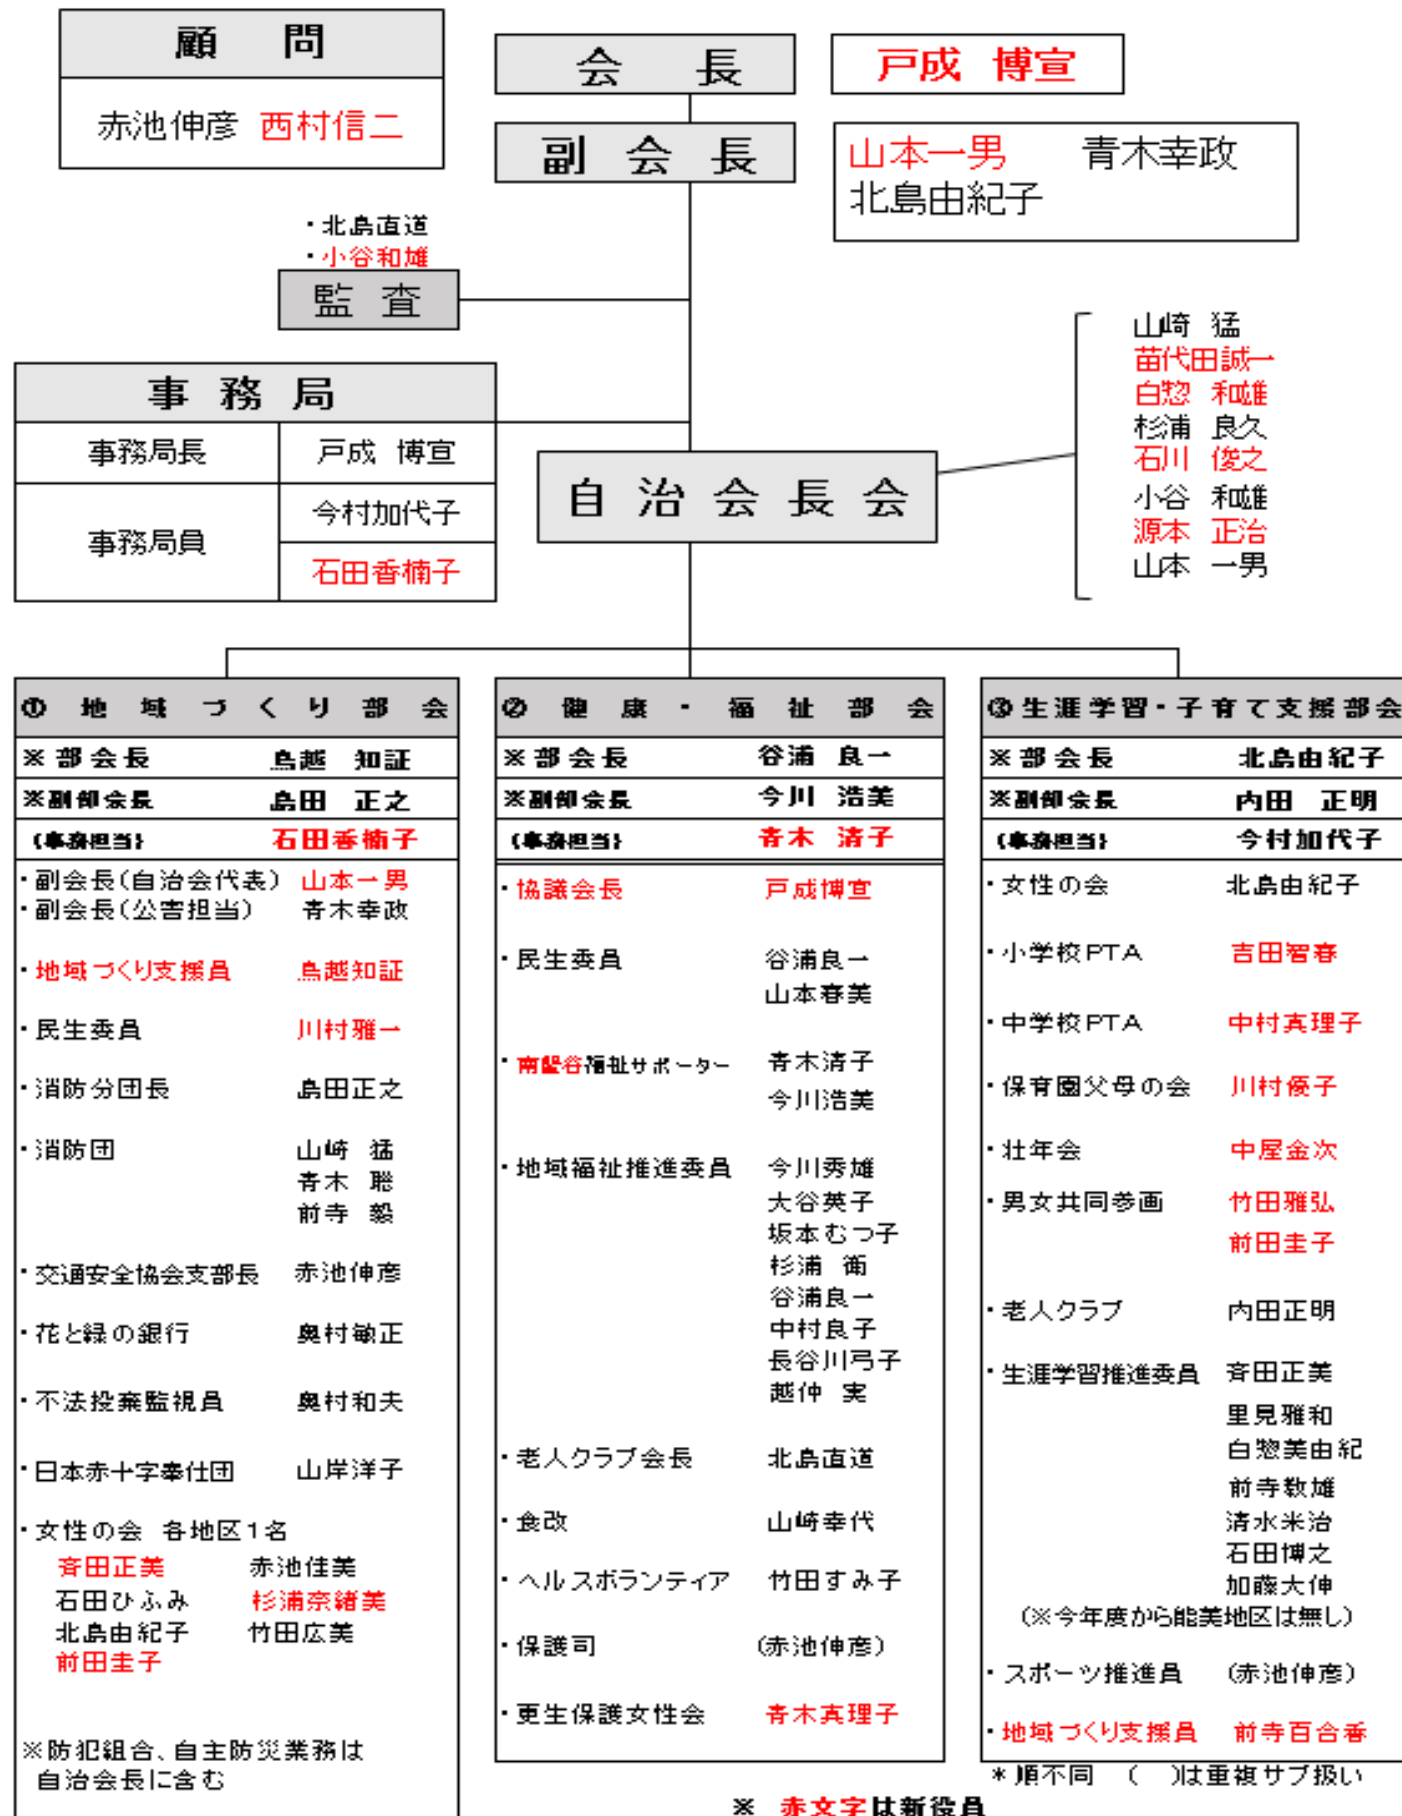 顧問
赤池伸彦 西村信二
会長
戸成 博宣
副会長
山本一男 青木幸政
北島由紀子
・北島直道
・小谷和雄
監査
山崎 猛
苗代田誠一
白惣 和雄
杉浦 良久
石川 俊之
小谷 和雄
源本 正治
山本 一男
事務局
事務局長 戸成 博宣
事務局員 今村加代子
石田香楠子
自治会長会
①地域づくり部会
※部会長 鳥越 知証
※副部会長 島田 正之
(事務担当) 石田香楠子
・副会長(自治会代表) 山本一男
・副会長(公害担当) 青木幸政
・地域づくり支援員 鳥越知証
・民生委員 川村雅一
・消防分団長 島田正之
・消防団 山崎 猛
青木 聡
前寺 毅
・交通安全協会支部長 赤池伸彦
・花と緑の銀行 奥村敏正
・不法投棄監視員 奥村和夫
・日本赤十字奉仕団 山岸洋子
・女性の会 各地区1名
斉田正美 赤池佳美
石田ひふみ 杉浦奈緒美
北島由紀子 竹田広美
前田圭子
※防犯組合、自主防災業務は
自治会長に含む
②健康・福祉部会
※部会長 谷浦 良一
※副部会長 今川 浩美
(事務担当) 青木 清子
・協議会長 戸成博宣
・民生委員 谷浦良一
山本春美
・福祉サポーター 青木清子
今川浩美
・地域福祉推進委員 今川秀雄
大谷英子
坂本むつ子
杉浦 衛
谷浦良一
中村良子
長谷川弓子
越仲 実
・老人クラブ会長 北島直道
・食改 山崎幸代
・ヘルスボランティア 竹田すみ子
・保護司 (赤池伸彦)
・更生保護女性会 青木真理子
③生涯学習・子育て支援部会
※部会長 北島由紀子
※副部会長 内田 正明
(事務担当) 今村加代子
・女性の会 北島由紀子
・小学校PTA 吉田智春
・中学校PTA 中村真理子
・保育園父母の会 川村優子
・壮年会 中屋金次
・男女共同参画 竹田雅弘
前田圭子
・老人クラブ 内田正明
・生涯学習推進委員 斉田正美
里見雅和
白惣美由紀
前寺数雄
清水米治
石田博之
加藤大伸
(※今年度から能美地区は無し)
・スポーツ推進員 (赤池伸彦)
・地域づくり支援員 前寺百合香
*順不同 ( )は重複サブ扱い
※ 赤文字は新役員